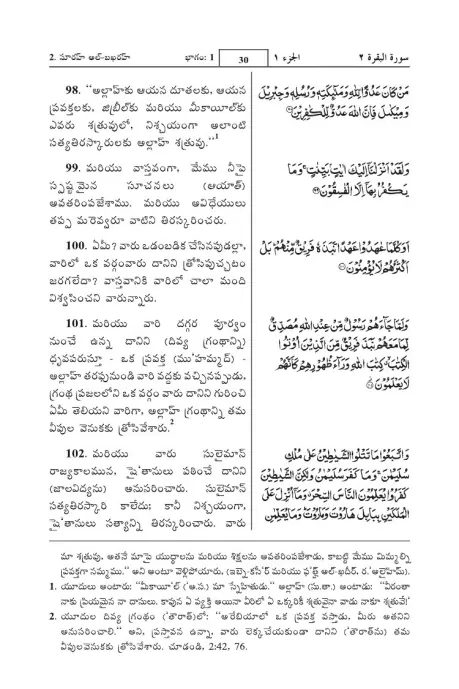 2. సూరహ్ అల్-బఖరహ్ భాగం: 1 30 الجزء ١ سورة البقرة ٢
98. "అల్లాహ్‌కు ఆయన దూతలకు, ఆయన
ప్రవక్తలకు, జిబ్రీల్‌కు మరియు మీకాయీల్‌కు
ఎవరు శత్రువులో, నిశ్చయంగా అలాంటి
సత్యతిరస్కారులకు అల్లాహ్ శత్రువు."1
مَنْ كَانَ عَدُوًّا لِّلّٰهِ وَمَلٰٓئِكَتِهٖ وَرُسُلِهٖ وَجِبْرِيْلَ
وَمِيْكٰىلَ فَاِنَّ اللّٰهَ عَدُوٌّ لِّلْكٰفِرِيْنَ
99. మరియు వాస్తవంగా, మేము నీపై
స్పష్టమైన సూచనలు (ఆయాత్)
అవతరింపజేశాము. మరియు అవిధేయులు
తప్ప మరెవ్వరూ వాటిని తిరస్కరించరు.
وَلَقَدْ اَنْزَلْنَآ اِلَيْكَ اٰيٰتٍۭ بَيِّنٰتٍ ۚ وَمَا
يَكْفُرُ بِهَآ اِلَّا الْفٰسِقُوْنَ
100. ఏమీ? వారు ఒడంబడిక చేసినపుడల్లా,
వారిలో ఒక వర్గంవారు దానిని త్రోసిపుచ్చటం
జరగలేదా? వాస్తవానికి వారిలో చాలా మంది
విశ్వసించని వారున్నారు.
اَوَكُلَّمَا عٰهَدُوْا عَهْدًا نَّبَذَهٗ فَرِيْقٌ مِّنْهُمْ ؕ بَلْ
اَكْثَرُهُمْ لَا يُؤْمِنُوْنَ
101. మరియు వారి దగ్గర పూర్వం
నుంచే ఉన్న దానిని (దివ్య గ్రంథాన్ని)
ధృవపరుస్తూ - ఒక ప్రవక్త (ము'హమ్మద్) -
అల్లాహ్ తరఫునుండి వారి వద్దకు వచ్చినప్పుడు,
గ్రంథ ప్రజలలోని ఒక వర్గం వారు దానిని గురించి
ఏమీ తెలియని వారిగా, అల్లాహ్ గ్రంథాన్ని తమ
వీపుల వెనుకకు త్రోసివేశారు.2
وَلَمَّا جَآءَهُمْ رَسُوْلٌ مِّنْ عِنْدِ اللّٰهِ مُصَدِّقٌ
لِّمَا مَعَهُمْ نَبَذَ فَرِيْقٌ مِّنَ الَّذِيْنَ اُوْتُوا
الْكِتٰبَ ۙ كِتٰبَ اللّٰهِ وَرَآءَ ظُهُوْرِهِمْ كَاَنَّهُمْ
لَا يَعْلَمُوْنَ
102. మరియు వారు సులైమాన్
రాజ్యకాలమున, షై'తానులు పఠించే దానిని
(జాలవిద్యను) అనుసరించారు. సులైమాన్
సత్యతిరస్కారి కాలేదు; కానీ నిశ్చయంగా,
షై'తానులు సత్యాన్ని తిరస్కరించారు. వారు
وَاتَّبَعُوْا مَا تَتْلُوا الشَّيٰطِيْنُ عَلٰى مُلْكِ
سُلَيْمٰنَ ۚ وَمَا كَفَرَ سُلَيْمٰنُ وَلٰكِنَّ الشَّيٰطِيْنَ
كَفَرُوْا يُعَلِّمُوْنَ النَّاسَ السِّحْرَ ۗ وَمَآ اُنْزِلَ عَلَى
الْمَلَكَيْنِ بِبَابِلَ هَارُوْتَ وَمَارُوْتَ ؕ وَمَا يُعَلِّمٰنِ
మా శత్రువు. అతనే మాపై యుద్ధాలను మరియు శిక్షలను అవతరింపజేశాడు. కాబట్టి మేము మిమ్మల్ని
ప్రవక్తగా నమ్మము." అని అంటూ వెళ్లిపోయారు. (ఇబ్నె-కసీ'ర్ మరియు ఫ'త్హ్ అల్-ఖదీర్, ర.'అలైహిమ్).
1. యూదులు అంటారు: "మీకాయీ'ల్ ('అ.స.) మా స్నేహితుడు." అల్లాహ్ (సు.తా.) అంటాడు: "వీరంతా
నాకు ప్రియమైన నా దాసులు. కావున ఏ వ్యక్తి అయినా వీరిలో ఏ ఒక్కరికీ శత్రువైనా వాడు నాకూ శత్రువే!"
2. యూదుల దివ్య గ్రంథం ('తౌరాత్)లో: "అరేబియాలో ఒక ప్రవక్త వస్తాడు, మీరు అతనిని
అనుసరించాలి." అని, ప్రస్తావన ఉన్నా, వారు లెక్కచేయకుండా దానిని ('తౌరాత్‌ను) తమ
వీపులవెనుకకు త్రోసివేశారు. చూడండి, 2:42, 76.